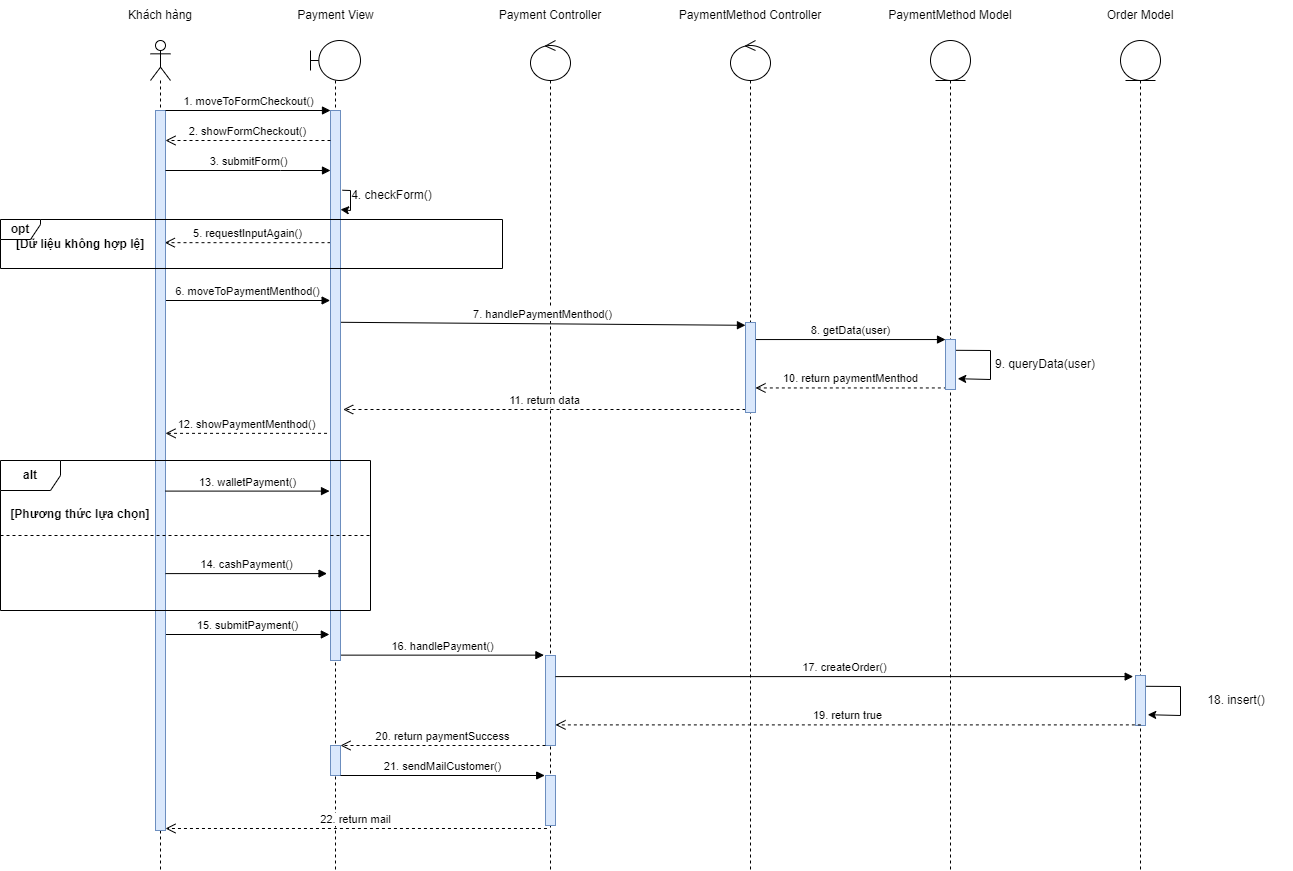 Khách hàng
Payment View
Payment Controller
PaymentMethod Controller
PaymentMethod Model
Order Model
1. moveToFormCheckout()
2. showFormCheckout()
3. submitForm()
4. checkForm()
opt
[Dữ liệu không hợp lệ]
5. requestInputAgain()
6. moveToPaymentMenthod()
7. handlePaymentMenthod()
8. getData(user)
9. queryData(user)
10. return paymentMenthod
11. return data
12. showPaymentMenthod()
alt
13. walletPayment()
[Phương thức lựa chọn]
14. cashPayment()
15. submitPayment()
16. handlePayment()
17. createOrder()
18. insert()
19. return true
20. return paymentSuccess
21. sendMailCustomer()
22. return mail